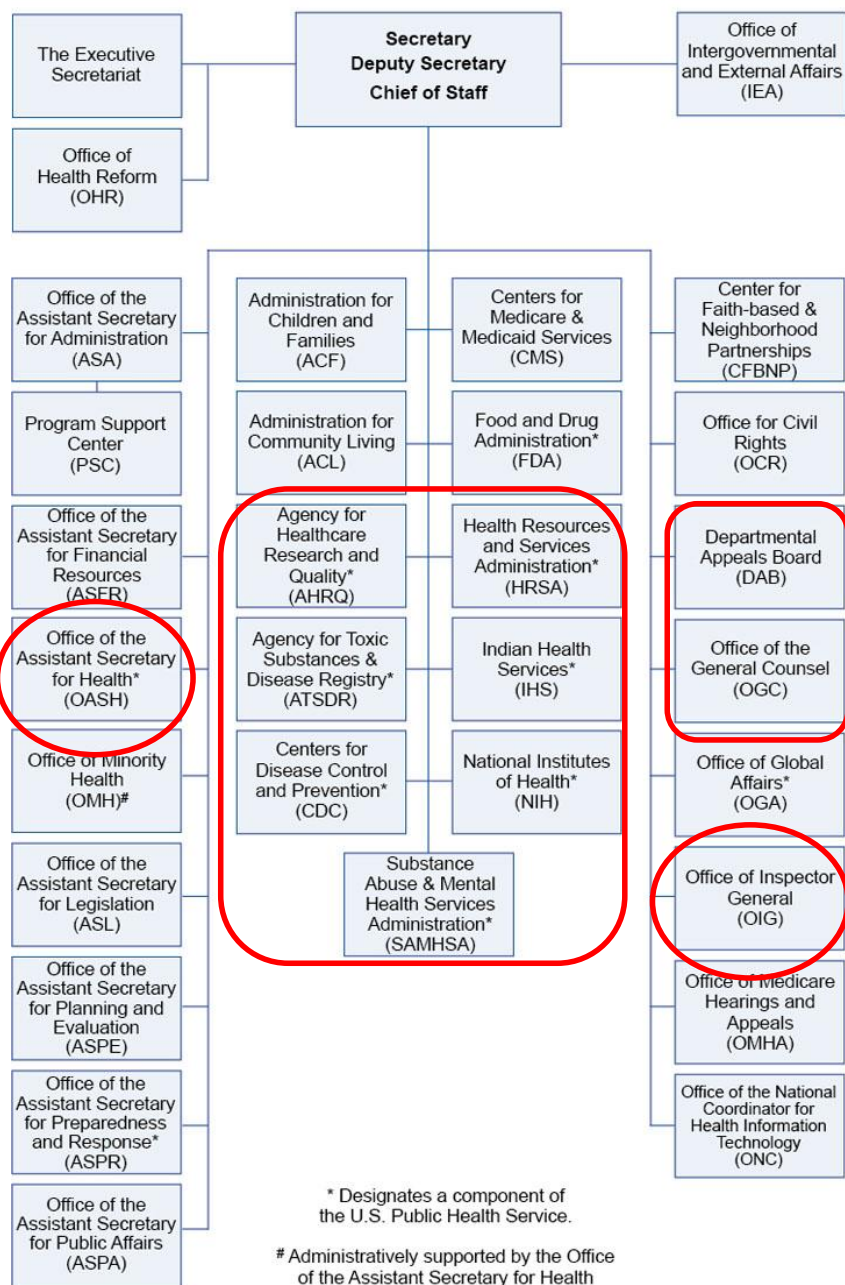 The Executive
Secretariat
Secretary
Deputy Secretary
Chief of Staff
Office of
Intergovernmental
and External Affairs
(IEA)
Office of
Health Reform
(OHR)
Office of the
Assistant Secretary
for Administration
(ASA)
Administration for
Children and
Families
(ACF)
Centers for
Medicare &
Medicaid Services
(CMS)
Center for
Faith-based &
Neighborhood
Partnerships
(CFBNP)
Program Support
Center
(PSC)
Administration for
Community Living
(ACL)
Food and Drug
Administration*
(FDA)
Office for Civil
Rights
(OCR)
Office of the
Assistant Secretary
for Financial
Resources
(ASFR)
Agency for
Healthcare
Research and
Quality*
(AHRQ)
Health Resources
and Services
Administration*
(HRSA)
Departmental
Appeals Board
(DAB)
Office of the
Assistant Secretary
for Health*
(OASH)
Agency for Toxic
Substances &
Disease Registry*
(ATSDR)
Indian Health
Services*
(IHS)
Office of the
General Counsel
(OGC)
Office of Minority
Health
(OMH)#
Centers for
Disease Control
and Prevention*
(CDC)
National Institutes
of Health*
(NIH)
Office of Global
Affairs*
(OGA)
Office of the
Assistant Secretary
for Legislation
(ASL)
Substance
Abuse & Mental
Health Services
Administration*
(SAMHSA)
Office of Inspector
General
(OIG)
Office of the
Assistant Secretary
for Planning and
Evaluation
(ASPE)
Office of Medicare
Hearings and
Appeals
(OMHA)
Office of the
Assistant Secretary
for Preparedness
and Response*
(ASPR)
Office of the National
Coordinator for
Health Information
Technology
(ONC)
Office of the
Assistant Secretary
for Public Affairs
(ASPA)
* Designates a component of
the U.S. Public Health Service.
# Administratively supported by the Office
of the Assistant Secretary for Health